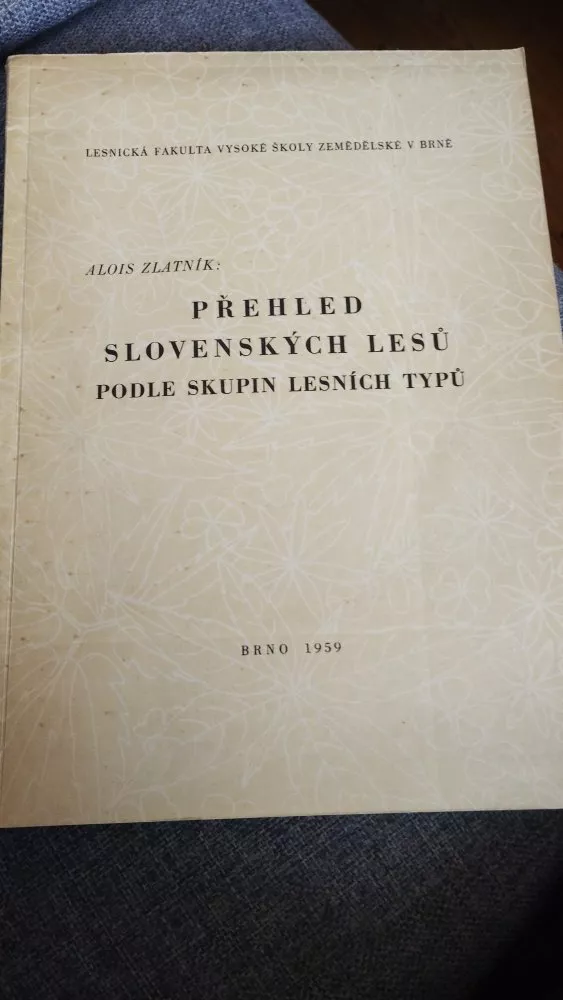 LESNICKÁ FAKULTA VYSOKÉ ŠKOLY ZEMĚDĚLSKÉ V BRNĚ
ALOIS ZLATNÍK:
PŘEHLED
SLOVENSKÝCH LESŮ
PODLE SKUPIN LESNÍCH TYPŮ
BRNO 1959